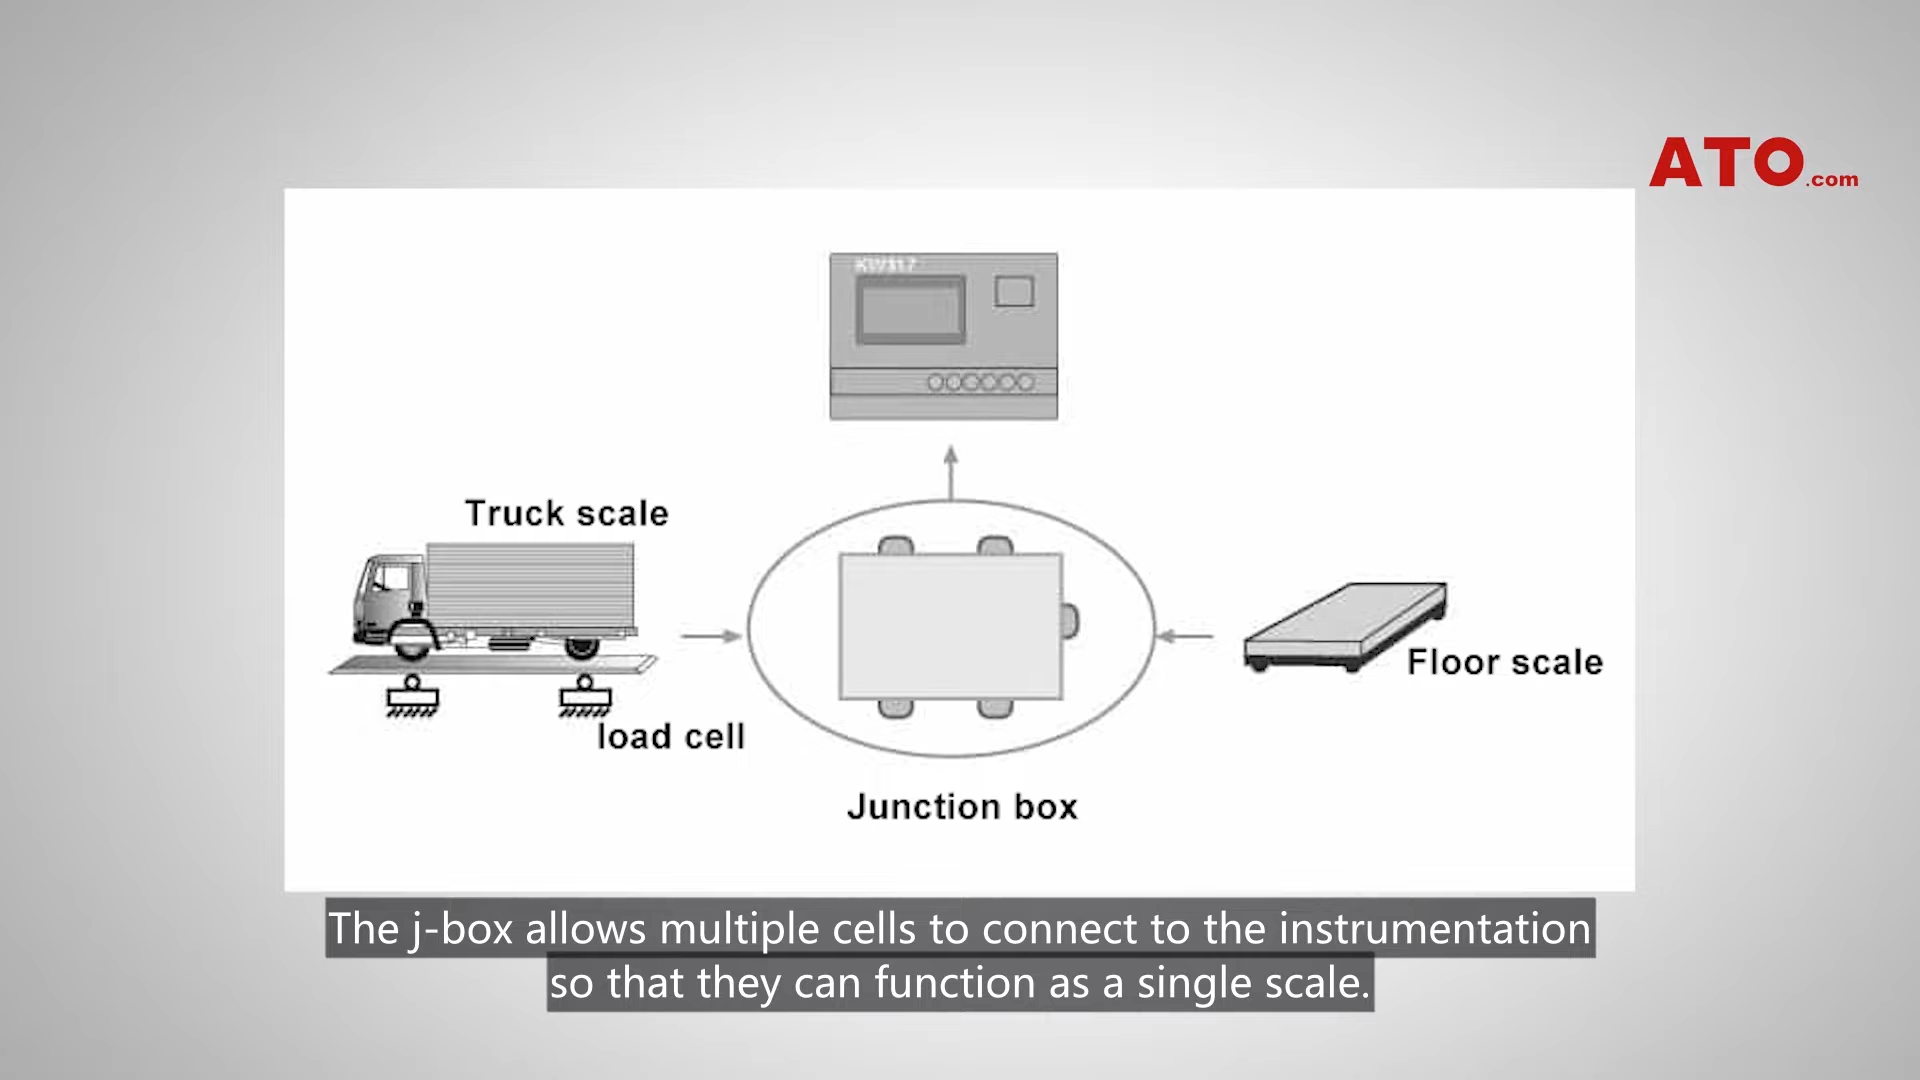 ATO.com
Truck scale
Floor scale
load cell
Junction box
The j-box allows multiple cells to connect to the instrumentation
so that they can function as a single scale.